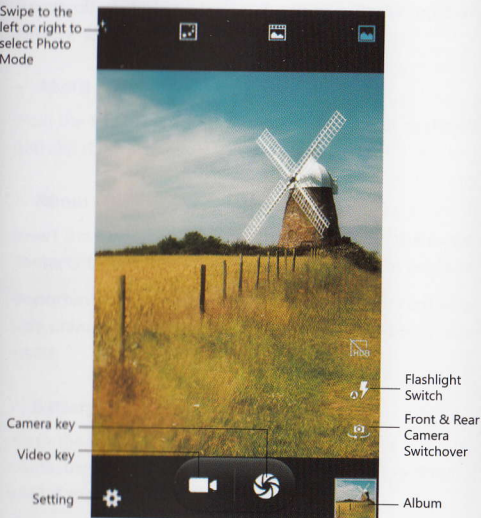 Swipe to the
left or right to
select Photo
Mode
HDR
Flashlight
Switch
A
Front & Rear
Camera
Switchover
Camera key
Video key
Setting
Album